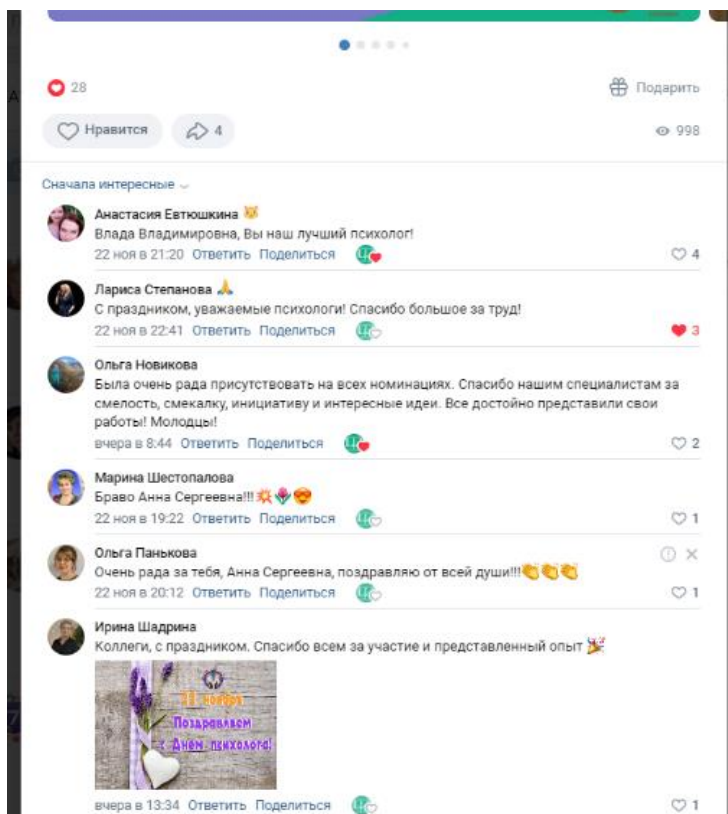 28
Подарить
Нравится
4
998
Сначала интересные
Анастасия Евтюшкина
Влада Владимировна, Вы наш лучший психолог!
22 ноя в 21:20 Ответить Поделиться
4
Лариса Степанова
С праздником, уважаемые психологи! Спасибо большое за труд!
22 ноя в 22:41 Ответить Поделиться
3
Ольга Новикова
Была очень рада присутствовать на всех номинациях. Спасибо нашим специалистам за
смелость, смекалку, инициативу и интересные идеи. Все достойно представили свои
работы! Молодцы!
вчера в 8:44 Ответить Поделиться
2
Марина Шестопалова
Браво Анна Сергеевна!!!
22 ноя в 19:22 Ответить Поделиться
1
Ольга Панькова
Очень рада за тебя, Анна Сергеевна, поздравляю от всей души!!!
22 ноя в 20:12 Ответить Поделиться
1
Ирина Шадрина
Коллеги, с праздником. Спасибо всем за участие и представленный опыт
ноября
Поздравляем
с Днем психолога!
вчера в 13:34 Ответить Поделиться
1